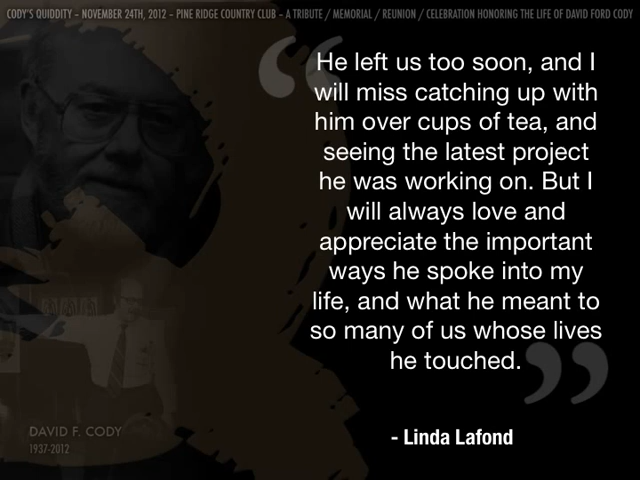 CODY'S QUIDDITY – NOVEMBER 24TH, 2012 – PINE RIDGE COUNTRY CLUB – A TRIBUTE / MEMORIAL / REUNION / CELEBRATION HONORING THE LIFE OF DAVID FORD CODY
“
He left us too soon, and I
will miss catching up with
him over cups of tea, and
seeing the latest project
he was working on. But I
will always love and
appreciate the important
ways he spoke into my
life, and what he meant to
so many of us whose lives
he touched.
”
- Linda Lafond
DAVID F. CODY
1937-2012